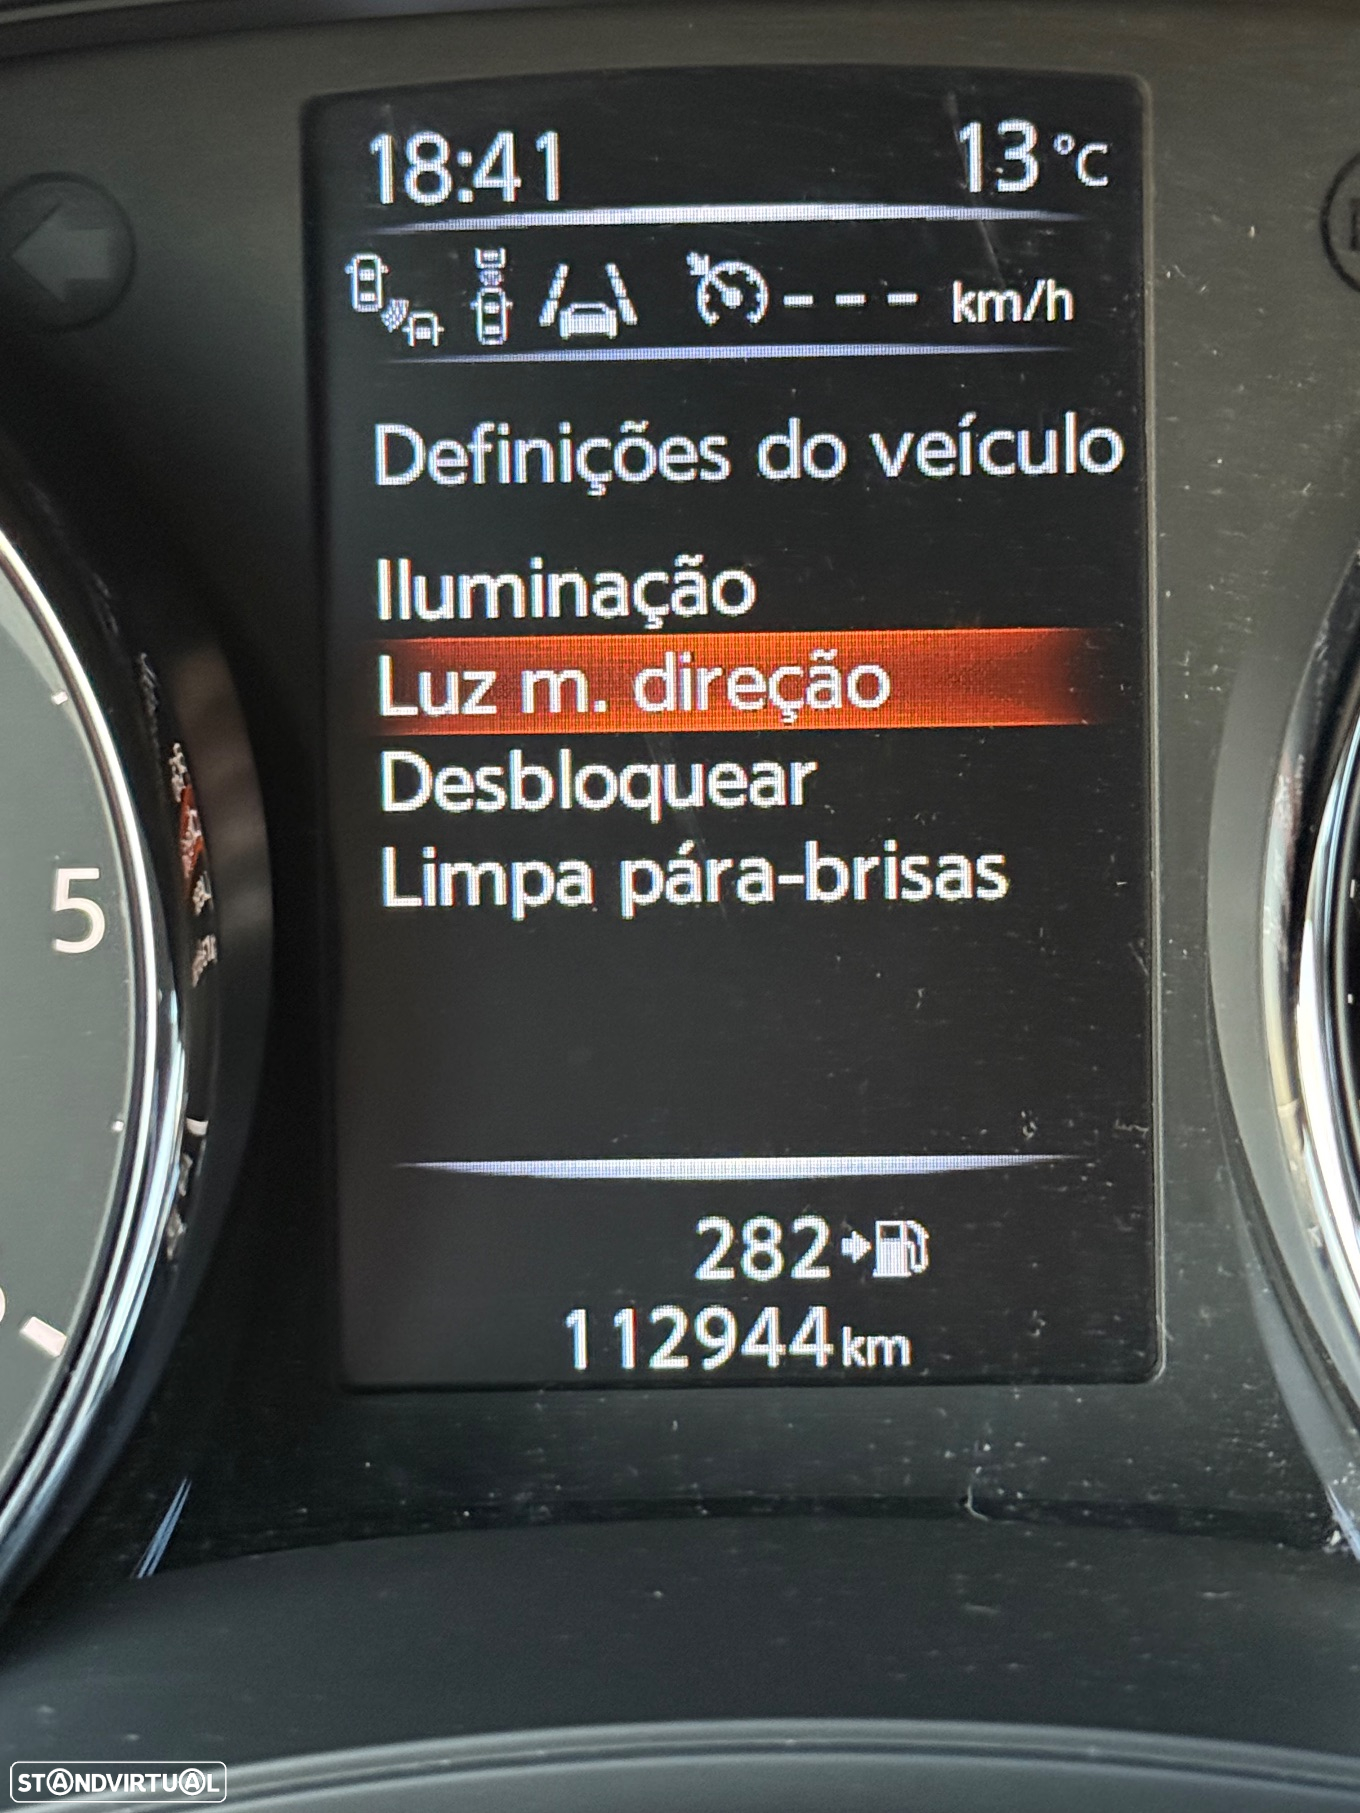 18:41 13 °C
--- km/h
Definições do veículo
Iluminação
Luz m. direção
Desbloquear
Limpa pára-brisas
5
282
112944 km
STANDVIRTUAL